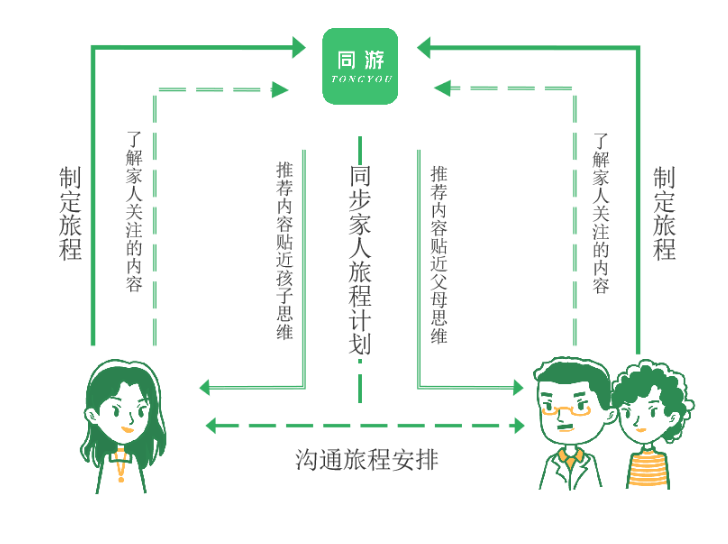 同游
TONGYOU
制定旅程
了解家人关注的内容
推荐内容贴近孩子思维
同步家人旅程计划
推荐内容贴近父母思维
了解家人关注的内容
制定旅程
沟通旅程安排